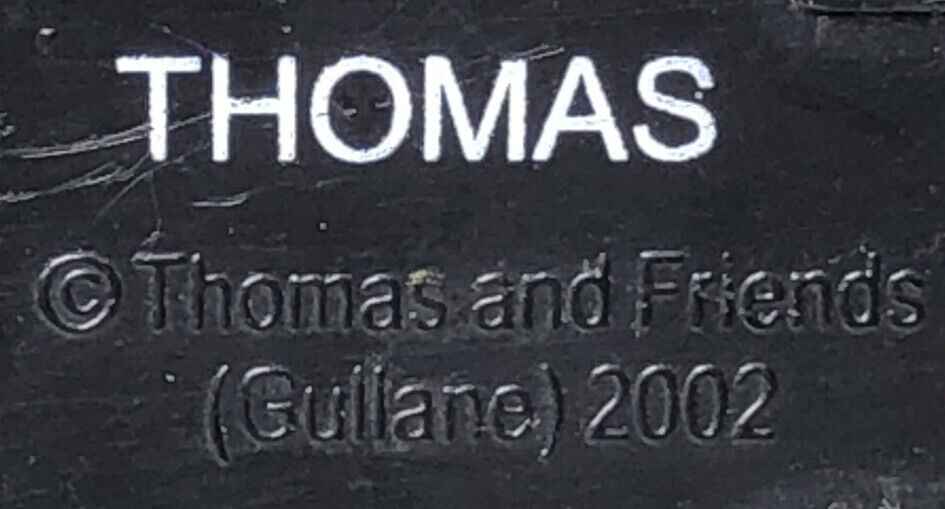 THOMAS
© Thomas and Friends
(Gullane) 2002